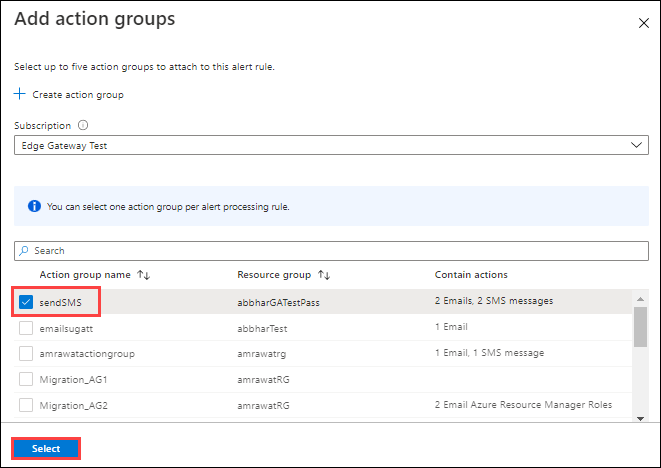 Add action groups
Select up to five action groups to attach to this alert rule.
Create action group
Subscription
Edge Gateway Test
You can select one action group per alert processing rule.
Search
Action group name ↑↓ Resource group ↑↓ Contain actions
sendSMS abbharGATestPass 2 Emails, 2 SMS messages
emailsugatt abbharTest 1 Email
amrawatactiongroup amrawatrg 1 Email, 1 SMS message
Migration_AG1 amrawatRG
Migration_AG2 amrawatRG 2 Email Azure Resource Manager Roles
Select